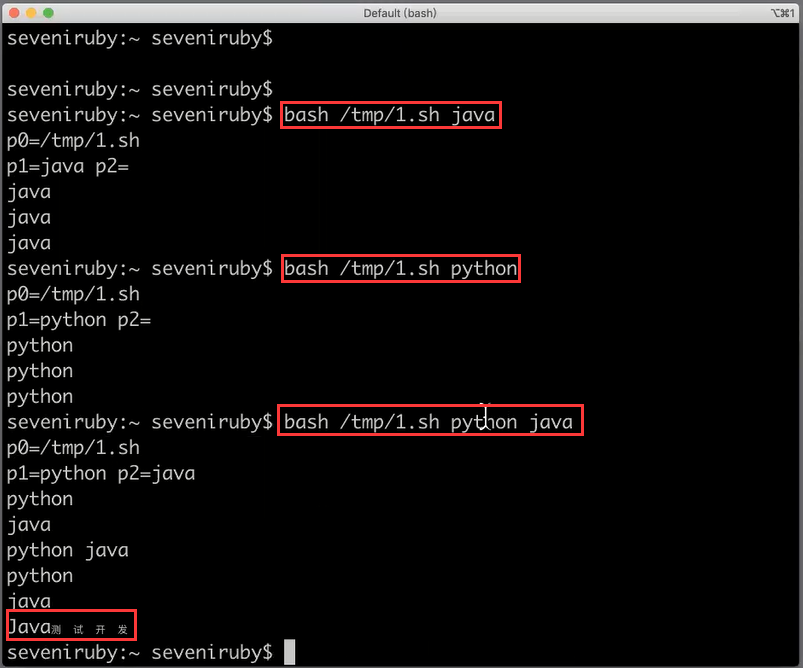 Default (bash)
⌥⌘1
seveniruby:~ seveniruby$
seveniruby:~ seveniruby$
seveniruby:~ seveniruby$ bash /tmp/1.sh java
p0=/tmp/1.sh
p1=java p2=
java
java
java
seveniruby:~ seveniruby$ bash /tmp/1.sh python
p0=/tmp/1.sh
p1=python p2=
python
python
python
seveniruby:~ seveniruby$ bash /tmp/1.sh python java
p0=/tmp/1.sh
p1=python p2=java
python
java
python java
python
java
Java测 试 开 发
seveniruby:~ seveniruby$